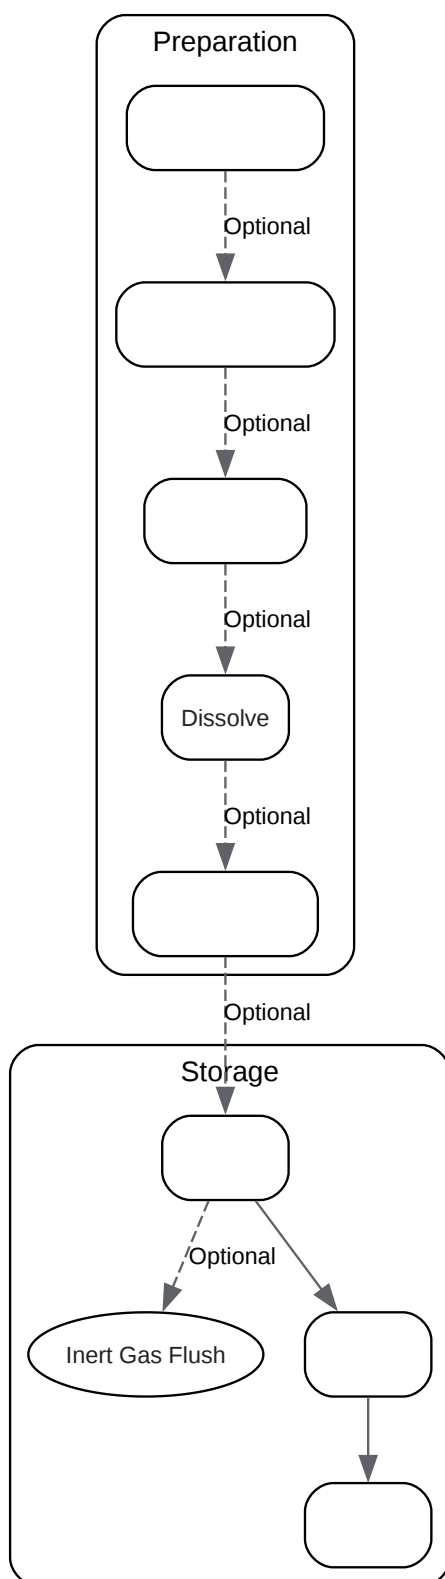 Preparation
Optional
Optional
Optional
Dissolve
Optional
Optional
Storage
Optional
Inert Gas Flush